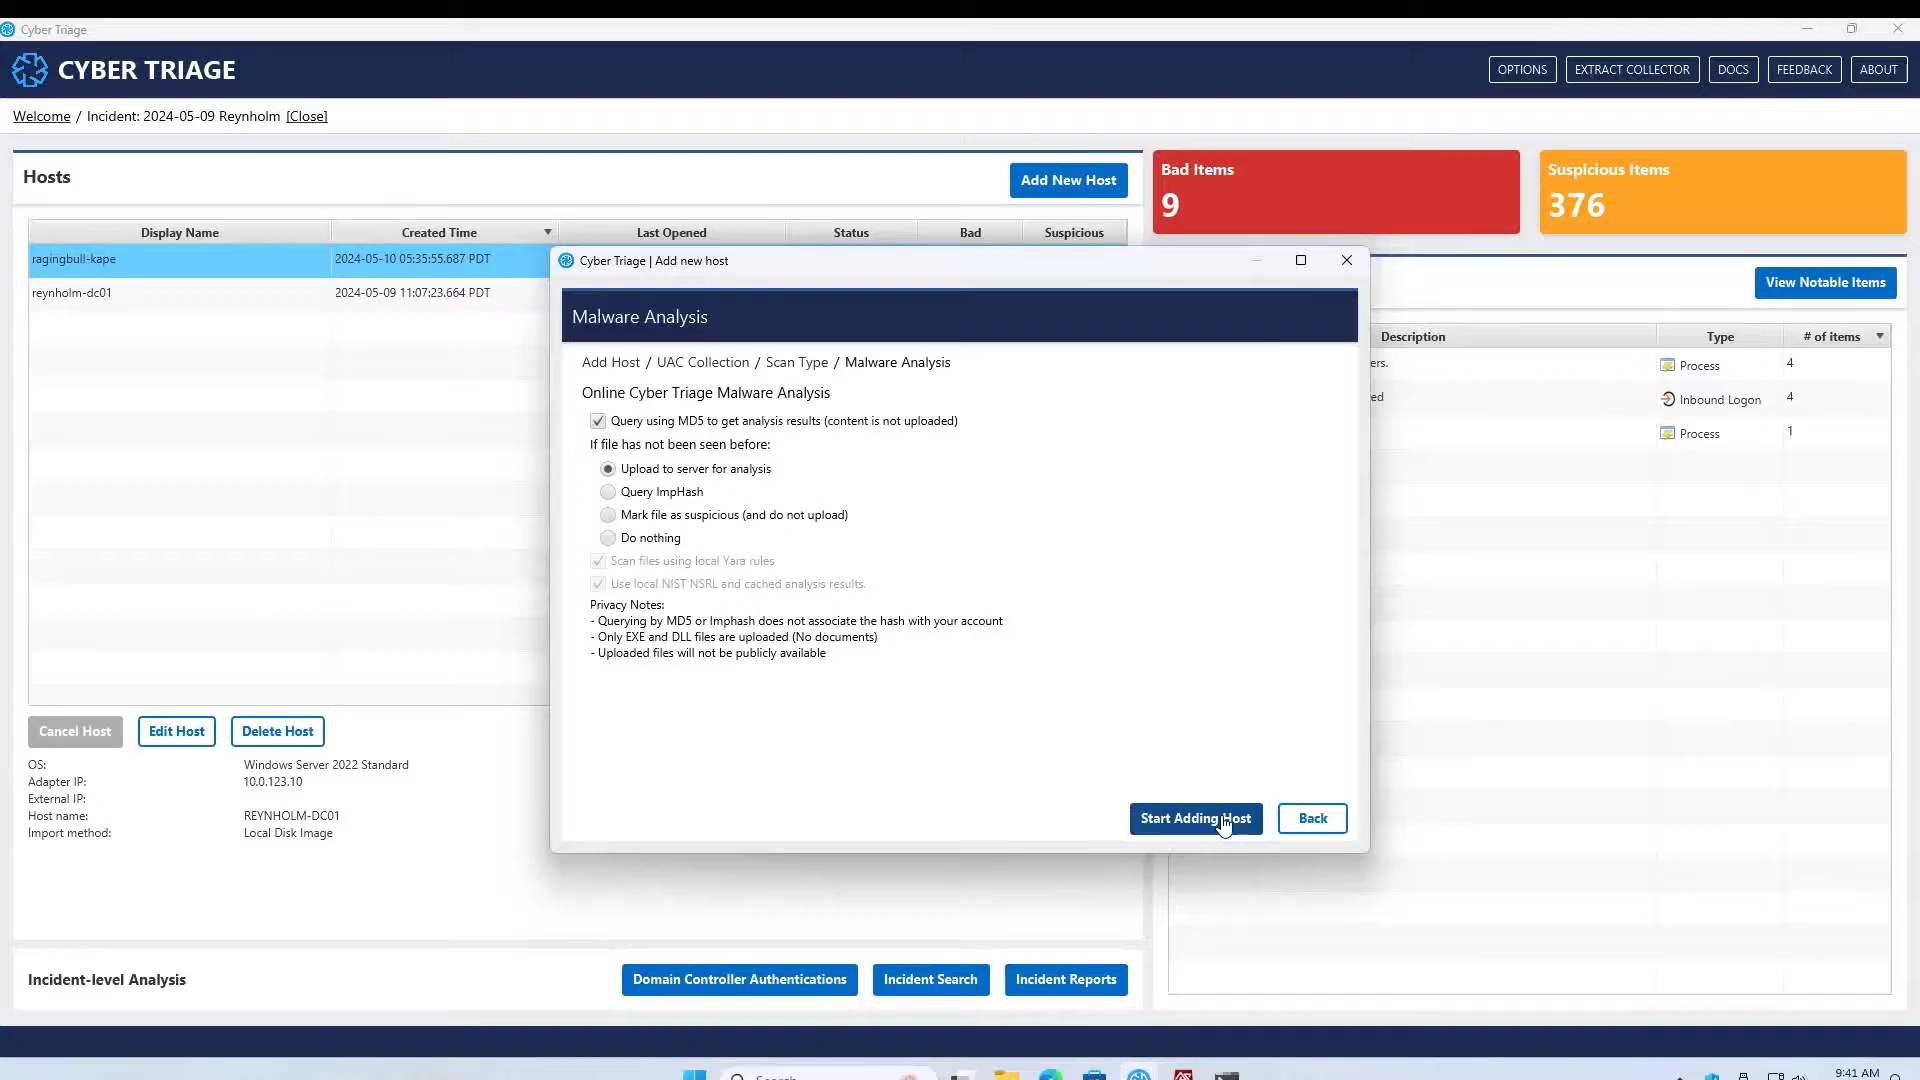 Cyber Triage
CYBER TRIAGE
OPTIONS
EXTRACT COLLECTOR
DOCS
FEEDBACK
ABOUT
Welcome / Incident: 2024-05-09 Reynholm [Close]
Hosts
Add New Host
Display Name
Created Time
Last Opened
Status
Bad
Suspicious
ragingbull-kape
2024-05-10 05:35:55.687 PDT
reynholm-dc01
2024-05-09 11:07:23.664 PDT
Cancel Host
Edit Host
Delete Host
OS: Windows Server 2022 Standard
Adapter IP: 10.0.123.10
External IP:
Host name: REYNHOLM-DC01
Import method: Local Disk Image
Incident-level Analysis
Domain Controller Authentications
Incident Search
Incident Reports
Bad Items
9
Suspicious Items
376
View Notable Items
Description
Type
# of items
ers.
Process
4
ed
Inbound Logon
4
Process
1
Cyber Triage | Add new host
Malware Analysis
Add Host / UAC Collection / Scan Type / Malware Analysis
Online Cyber Triage Malware Analysis
Query using MD5 to get analysis results (content is not uploaded)
If file has not been seen before:
Upload to server for analysis
Query ImpHash
Mark file as suspicious (and do not upload)
Do nothing
Scan files using local Yara rules
Use local NIST NSRL and cached analysis results.
Privacy Notes:
- Querying by MD5 or Imphash does not associate the hash with your account
- Only EXE and DLL files are uploaded (No documents)
- Uploaded files will not be publicly available
Start Adding Host
Back
Search
9:41 AM